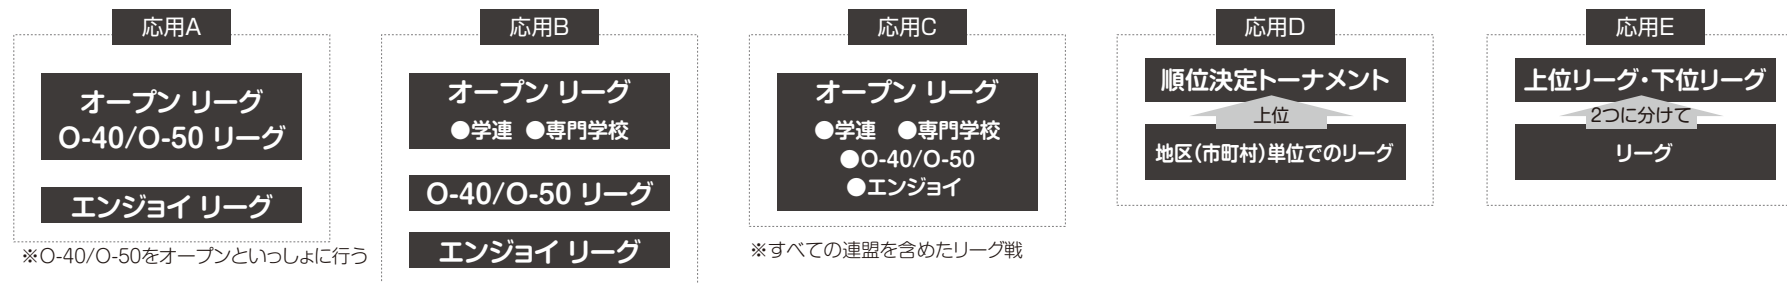 応用A
オープン リーグ
O-40/O-50 リーグ
エンジョイ リーグ
※O-40/O-50をオープンといっしょに行う
応用B
オープン リーグ
●学連 ●専門学校
O-40/O-50 リーグ
エンジョイ リーグ
応用C
オープン リーグ
●学連 ●専門学校
●O-40/O-50
●エンジョイ
※すべての連盟を含めたリーグ戦
応用D
順位決定トーナメント
上位
地区(市町村)単位でのリーグ
応用E
上位リーグ・下位リーグ
2つに分けて
リーグ